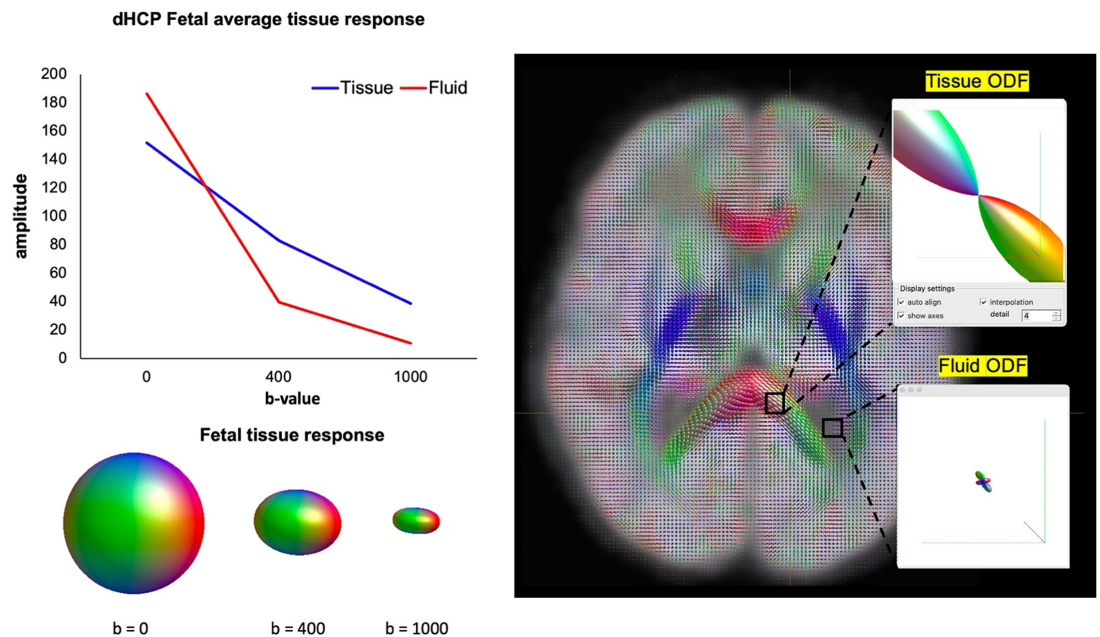 dHCP Fetal average tissue response
200
180
160
140
120
100
80
60
40
20
0
amplitude
Tissue
Fluid
0
400
1000
b-value
Fetal tissue response
b = 0
b = 400
b = 1000
Tissue ODF
Display settings
auto align
interpolation
show axes
detail
4
Fluid ODF